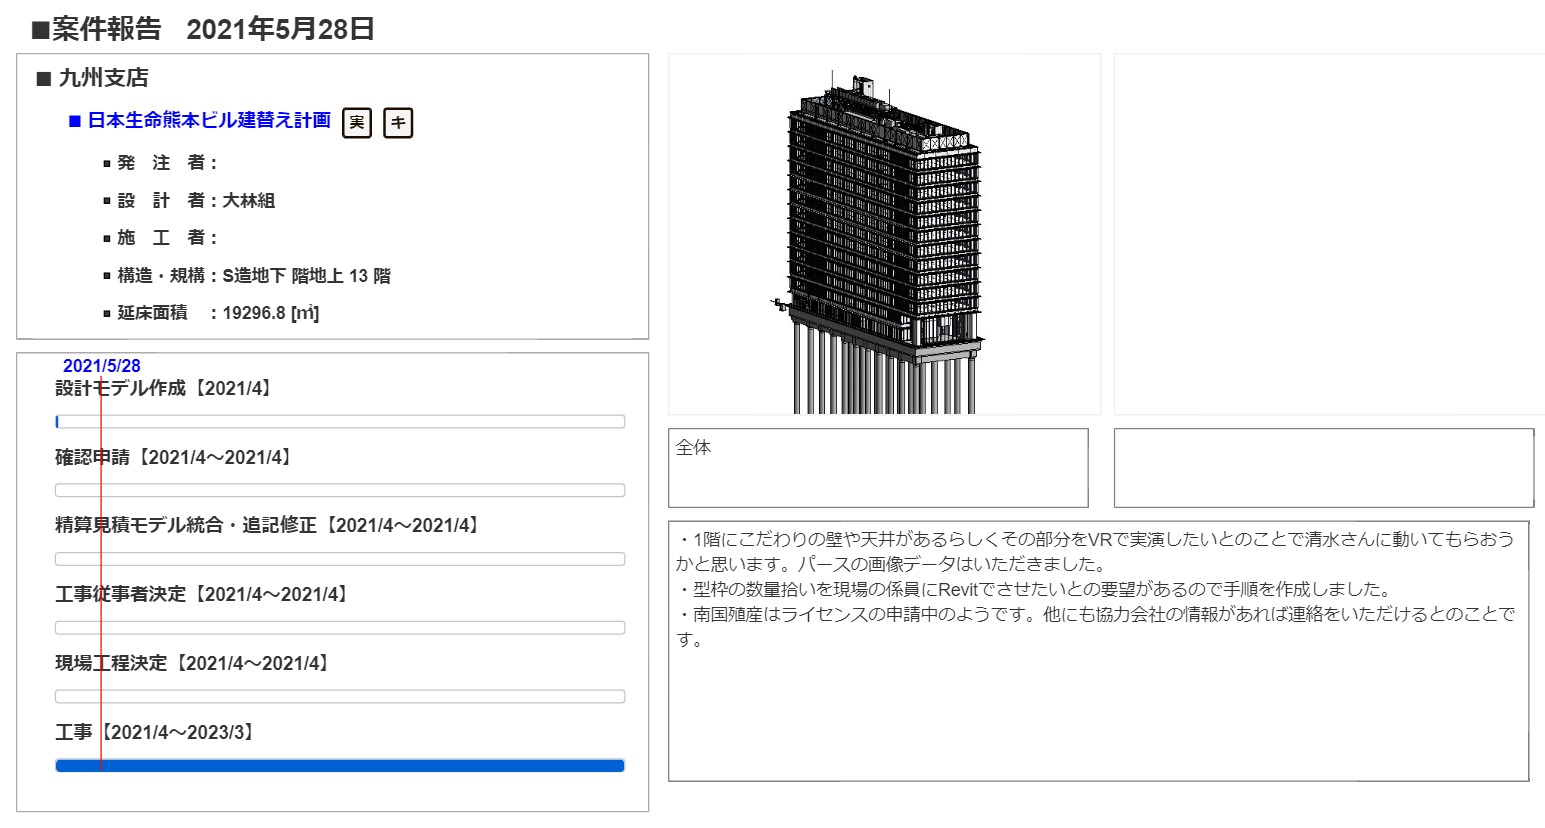 ■案件報告　2021年5月28日
■ 九州支店
■ 日本生命熊本ビル建替え計画 実 キ
▪ 発　注　者：
▪ 設　計　者：大林組
▪ 施　工　者：
▪ 構造・規構：S造地下 階地上 13 階
▪ 延床面積　：19296.8 [㎡]
2021/5/28
設計モデル作成【2021/4】
確認申請【2021/4～2021/4】
精算見積モデル統合・追記修正【2021/4～2021/4】
工事従事者決定【2021/4～2021/4】
現場工程決定【2021/4～2021/4】
工事【2021/4～2023/3】
全体
・1階にこだわりの壁や天井があるらしくその部分をVRで実演したいとのことで清水さんに動いてもらおう
かと思います。パースの画像データはいただきました。
・型枠の数量拾いを現場の係員にRevitでさせたいとの要望があるので手順を作成しました。
・南国殖産はライセンスの申請中のようです。他にも協力会社の情報があれば連絡をいただけるとのことで
す。